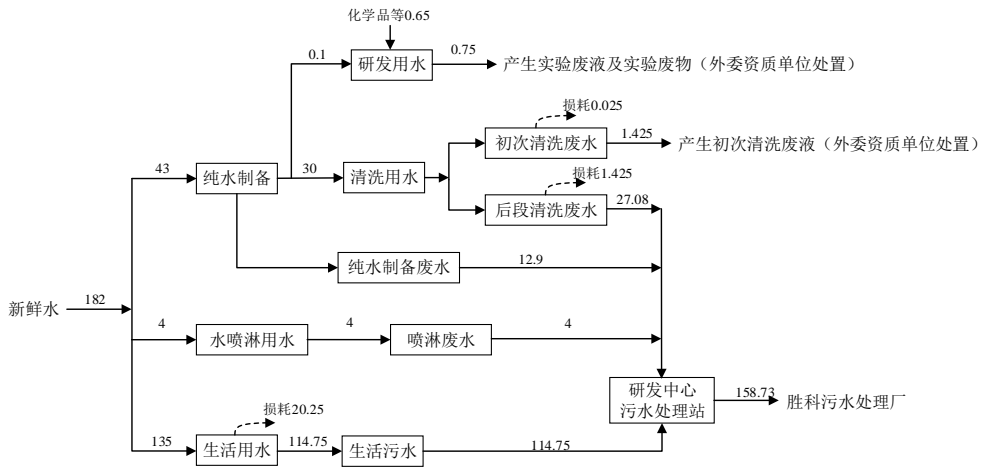 化学品等0.65
0.1
研发用水
0.75
产生实验废液及实验废物（外委资质单位处置）
损耗0.025
初次清洗废水
1.425
产生初次清洗废液（外委资质单位处置）
43
纯水制备
30
清洗用水
损耗1.425
后段清洗废水
27.08
纯水制备废水
12.9
新鲜水
182
4
水喷淋用水
4
喷淋废水
4
研发中心
污水处理站
158.73
胜科污水处理厂
损耗20.25
135
生活用水
114.75
生活污水
114.75